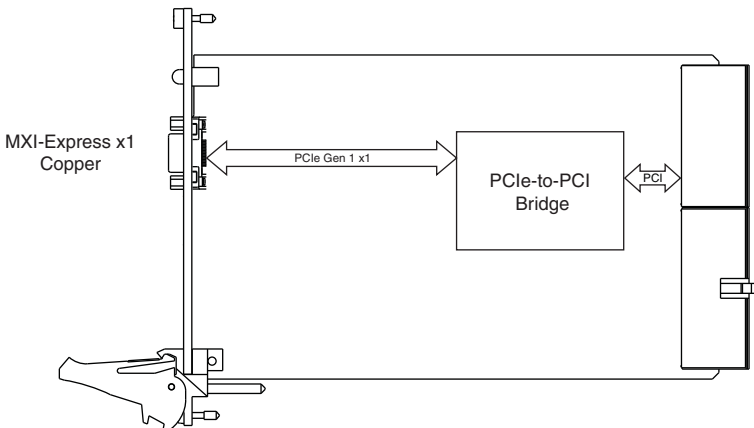 MXI-Express x1
Copper
PCIe Gen 1 x1
PCIe-to-PCI
Bridge
PCI